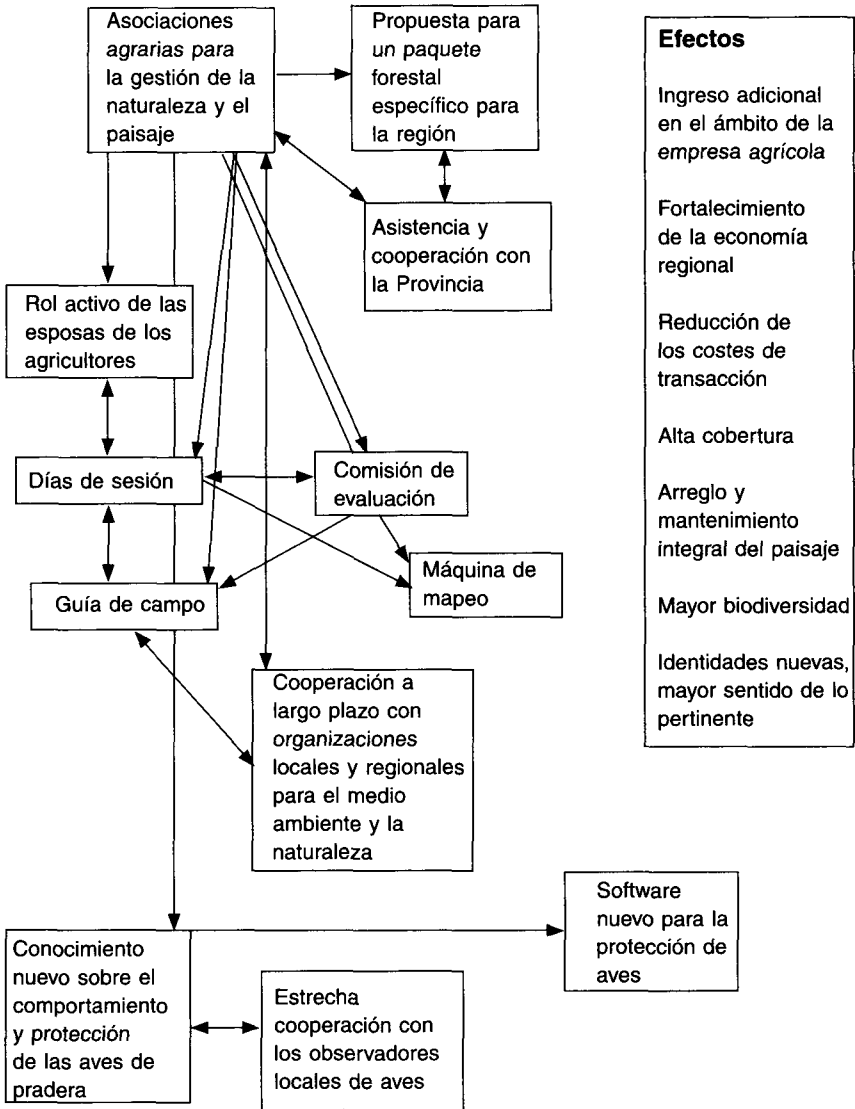 Asociaciones
agrarias para
la gestión de la
naturaleza y el
paisaje
Propuesta para
un paquete
forestal
específico para
la región
Asistencia y
cooperación con
la Provincia
Rol activo de las
esposas de los
agricultores
Días de sesión
Comisión de
evaluación
Guía de campo
Máquina de
mapeo
Cooperación a
largo plazo con
organizaciones
locales y regionales
para el medio
ambiente y la
naturaleza
Software
nuevo para la
protección de
aves
Conocimiento
nuevo sobre el
comportamiento
y protección
de las aves de
pradera
Estrecha
cooperación con
los observadores
locales de aves
Efectos
Ingreso adicional
en el ámbito de la
empresa agrícola
Fortalecimiento
de la economía
regional
Reducción de
los costes de
transacción
Alta cobertura
Arreglo y
mantenimiento
integral del paisaje
Mayor biodiversidad
Identidades nuevas,
mayor sentido de lo
pertinente